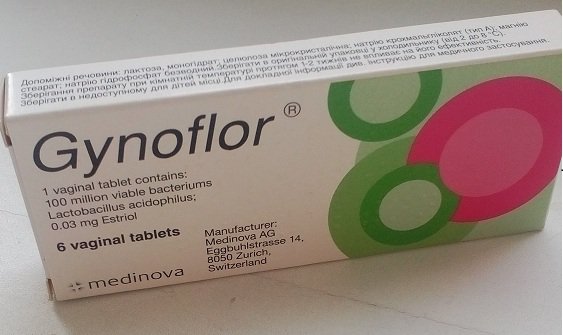 Допоміжні речовини: лактоза, моногідрат; целюлоза мікрокристалічна; натрію крохмальгліколят (тип А); магнію
стеарат; натрію гідрофосфат безводний. Зберігати в оригінальній упаковці у холодильнику (від 2 до 8 °С).
Зберігання препарату при кімнатній температурі протягом 1-2 тижнів не впливає на його ефективність.
Зберігати в недоступному для дітей місці. Для докладної інформації див. інструкцію для медичного застосування.
Gynoflor ®
1 vaginal tablet contains:
100 million viable bacteriums
Lactobacillus acidophilus;
0.03 mg Estriol
6 vaginal tablets
Manufacturer:
Medinova AG
Eggbuhlstrasse 14,
8050 Zurich,
Switzerland
medinova